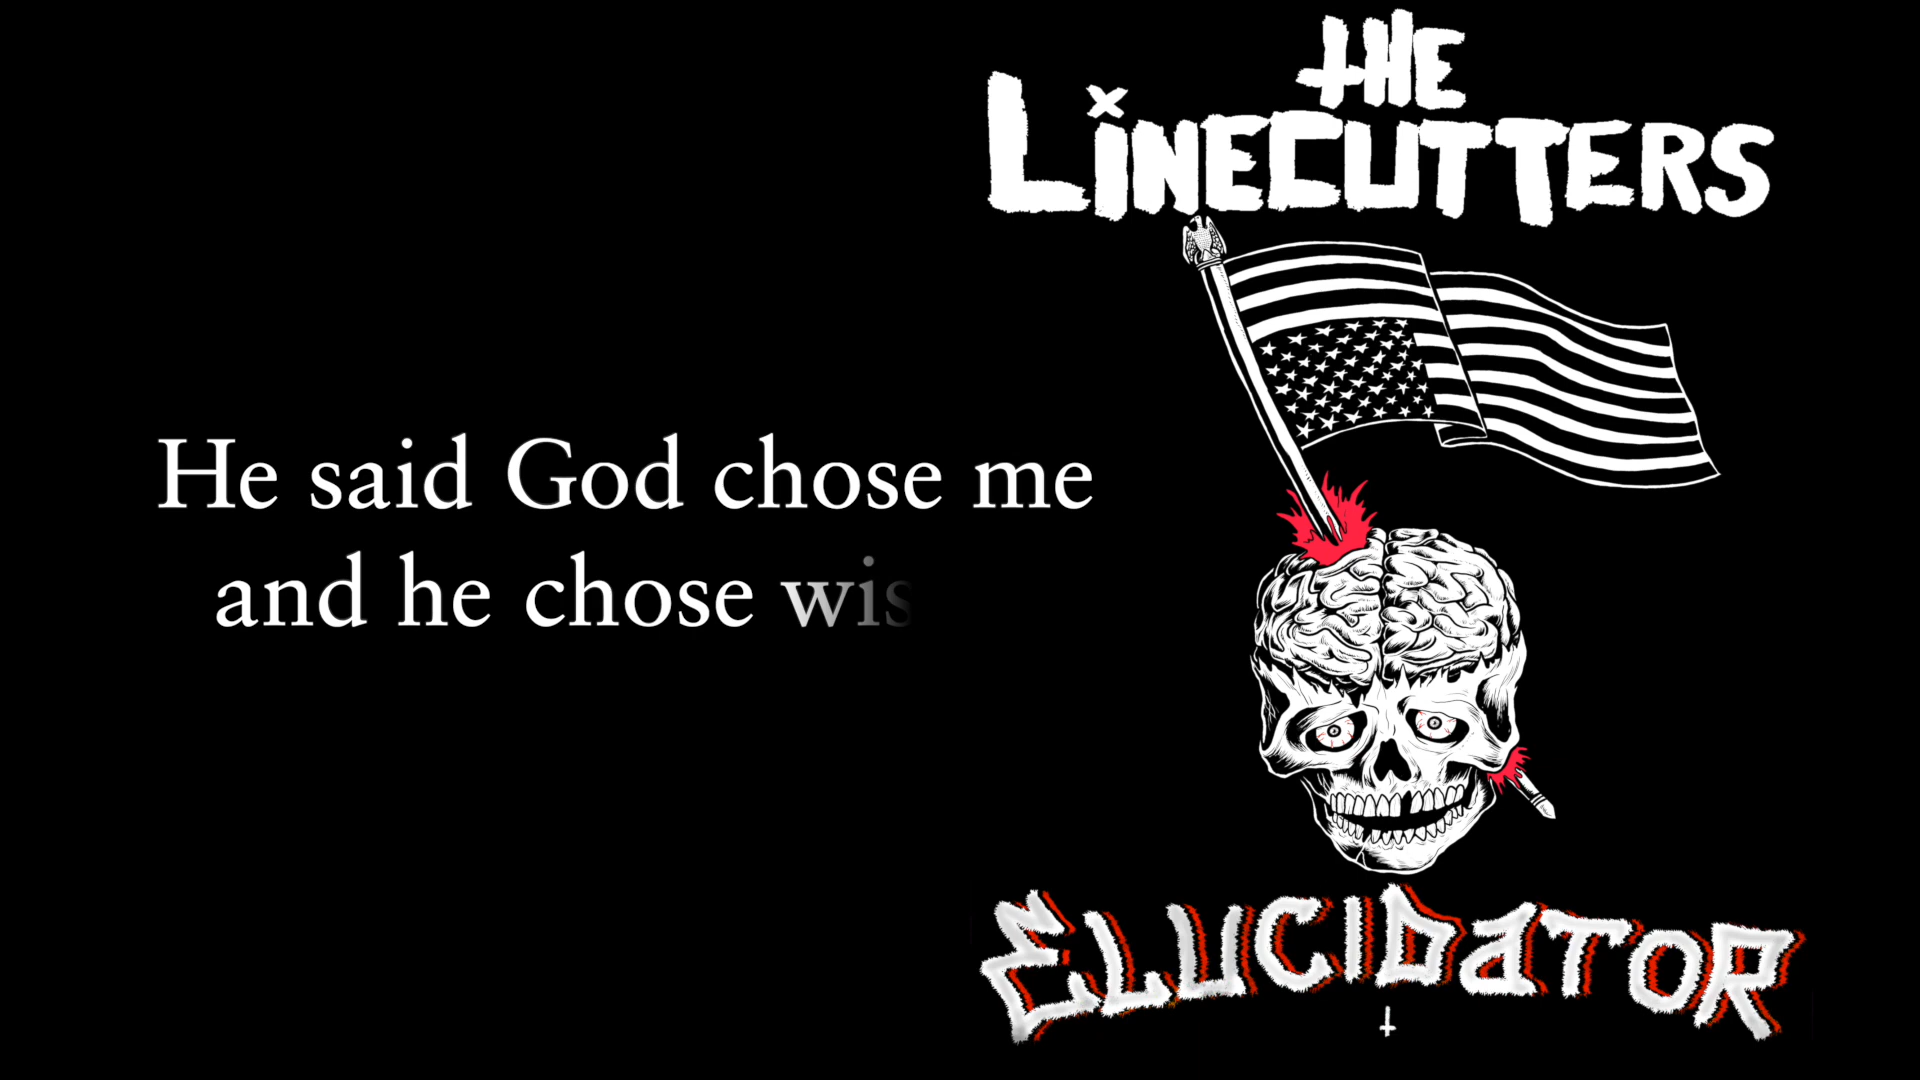 THE
LINECUTTERS
He said God chose me
and he chose wis
ELUCIDATOR